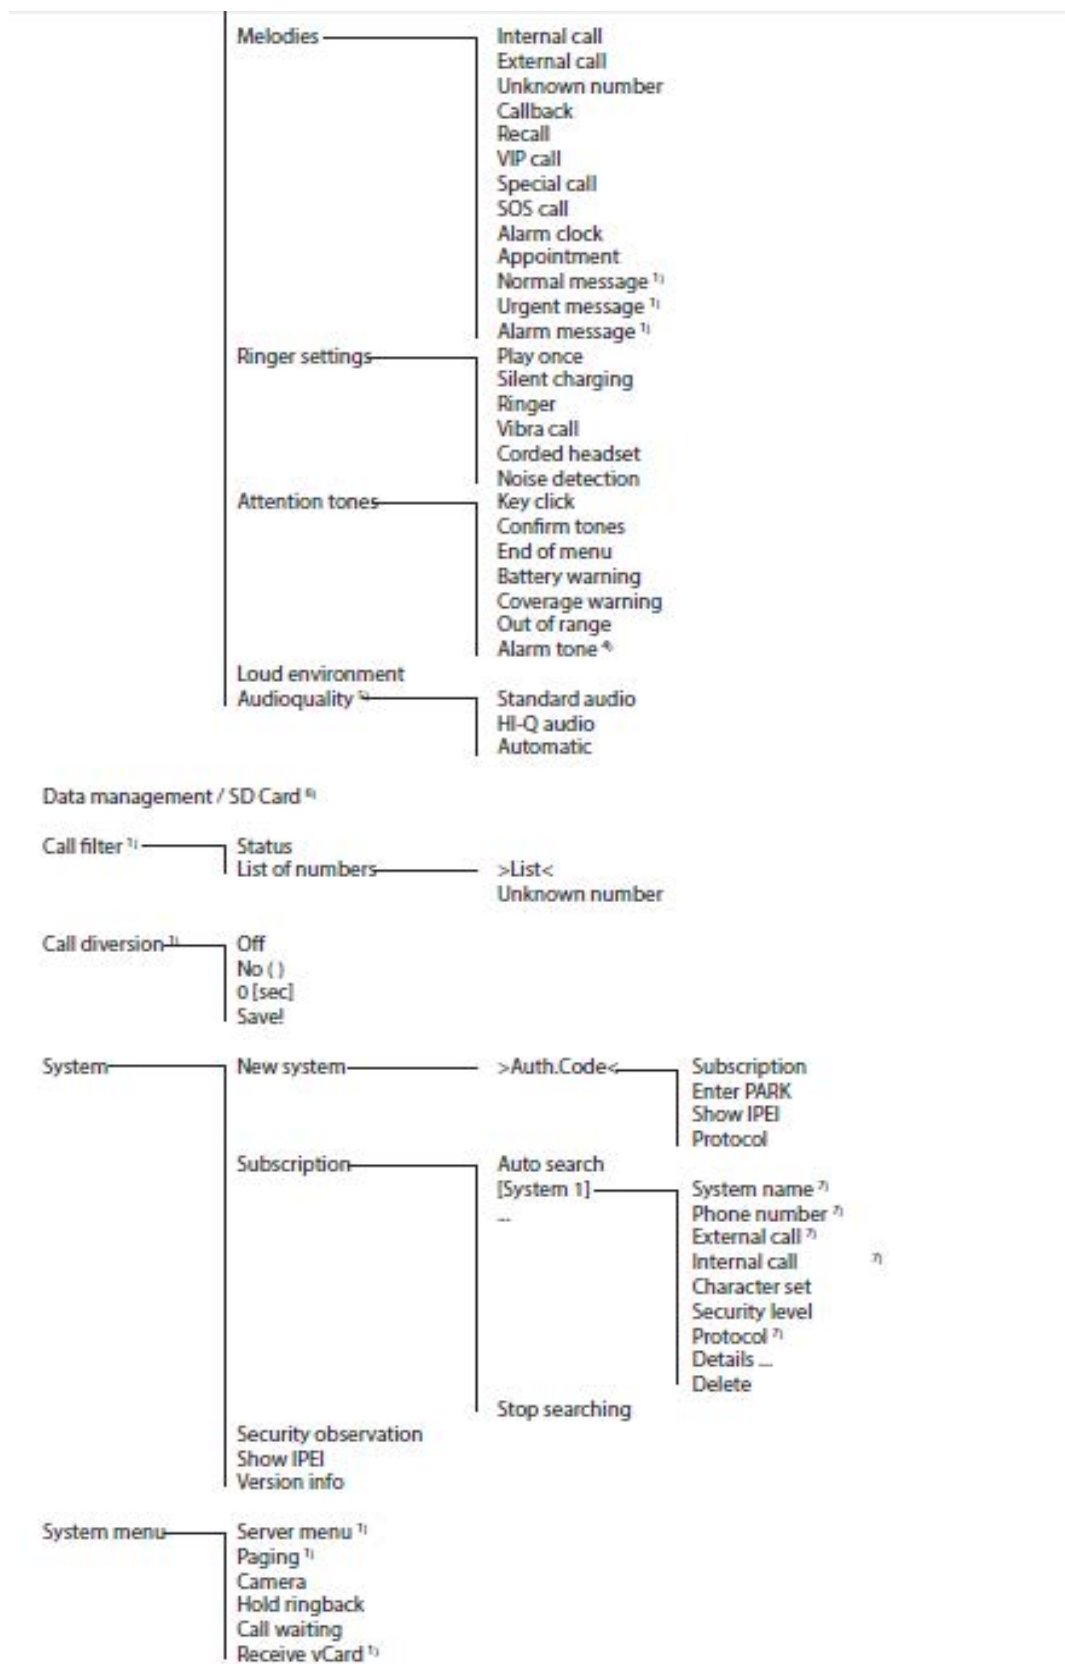 Melodies Internal call
External call
Unknown number
Callback
Recall
VIP call
Special call
SOS call
Alarm clock
Appointment
Normal message 1)
Urgent message 1)
Alarm message 1)
Ringer settings Play once
Silent charging
Ringer
Vibra call
Corded headset
Noise detection
Attention tones Key click
Confirm tones
End of menu
Battery warning
Coverage warning
Out of range
Alarm tone 4)
Loud environment
Audioquality Standard audio
HI-Q audio
Automatic
Data management / SD Card 6)
Call filter 1) Status
List of numbers >List<
Unknown number
Call diversion 1) Off
No ( )
0 [sec]
Save!
System New system >Auth.Code< Subscription
Enter PARK
Show IPEI
Protocol
Subscription Auto search
[System 1] System name 7)
... Phone number 7)
External call 7)
Internal call 7)
Character set
Security level
Protocol 7)
Details ...
Delete
Stop searching
Security observation
Show IPEI
Version info
System menu Server menu 1)
Paging 1)
Camera
Hold ringback
Call waiting
Receive vCard 1)